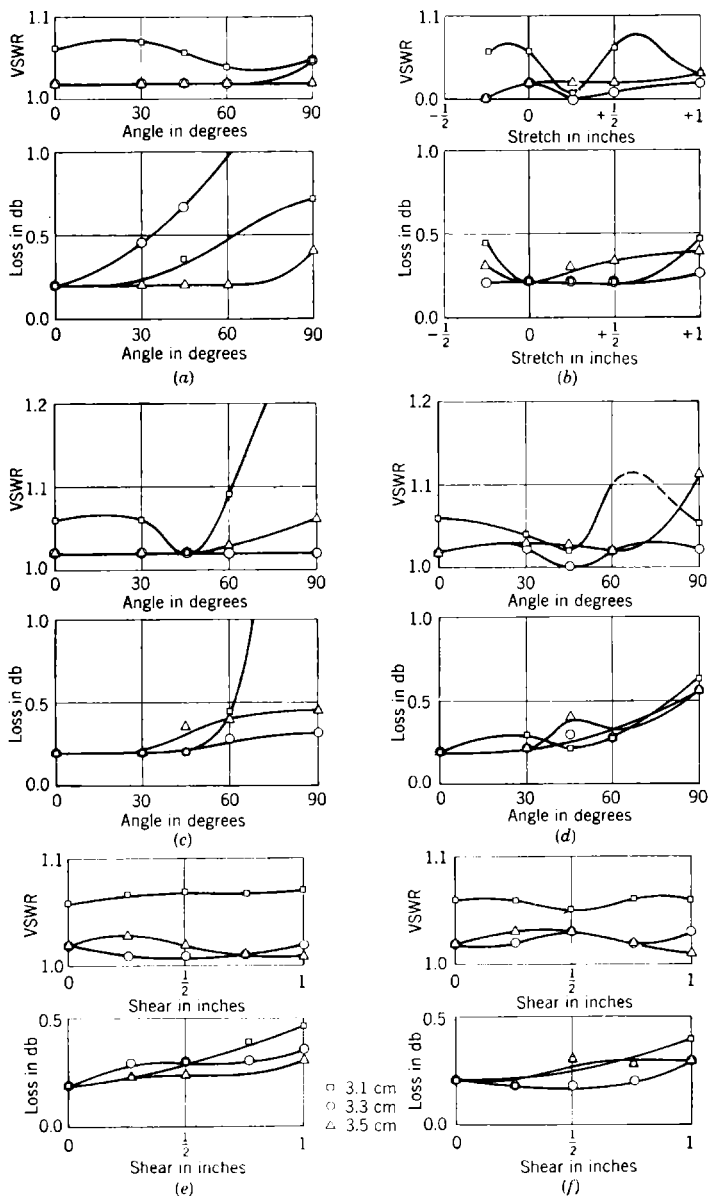 1.1
VSWR
1.0
0 30 60 90
Angle in degrees
1.0
Loss in db
0.5
0.0
0 30 60 90
Angle in degrees
(a)
1.1
VSWR
0.0
-1/2 0 +1/2 +1
Stretch in inches
1.0
Loss in db
0.5
0.0
-1/2 0 +1/2 +1
Stretch in inches
(b)
1.2
VSWR
1.1
1.0
0 30 60 90
Angle in degrees
1.0
Loss in db
0.5
0.0
0 30 60 90
Angle in degrees
(c)
1.2
VSWR
1.1
1.0
0 30 60 90
Angle in degrees
1.0
Loss in db
0.5
0.0
0 30 60 90
Angle in degrees
(d)
1.1
VSWR
1.0
0 1/2 1
Shear in inches
0.5
Loss in db
0.0
0 1/2 1
Shear in inches
(e)
□ 3.1 cm
○ 3.3 cm
△ 3.5 cm
1.1
VSWR
1.0
0 1/2 1
Shear in inches
0.5
Loss in db
0.0
0 1/2 1
Shear in inches
(f)